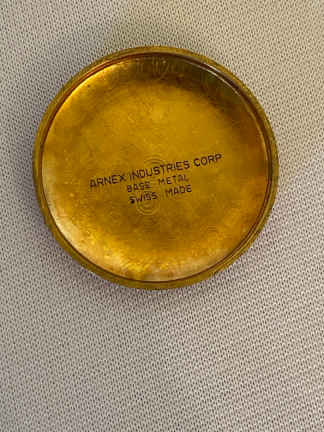 ARNEX INDUSTRIES CORP
BASE METAL
SWISS MADE